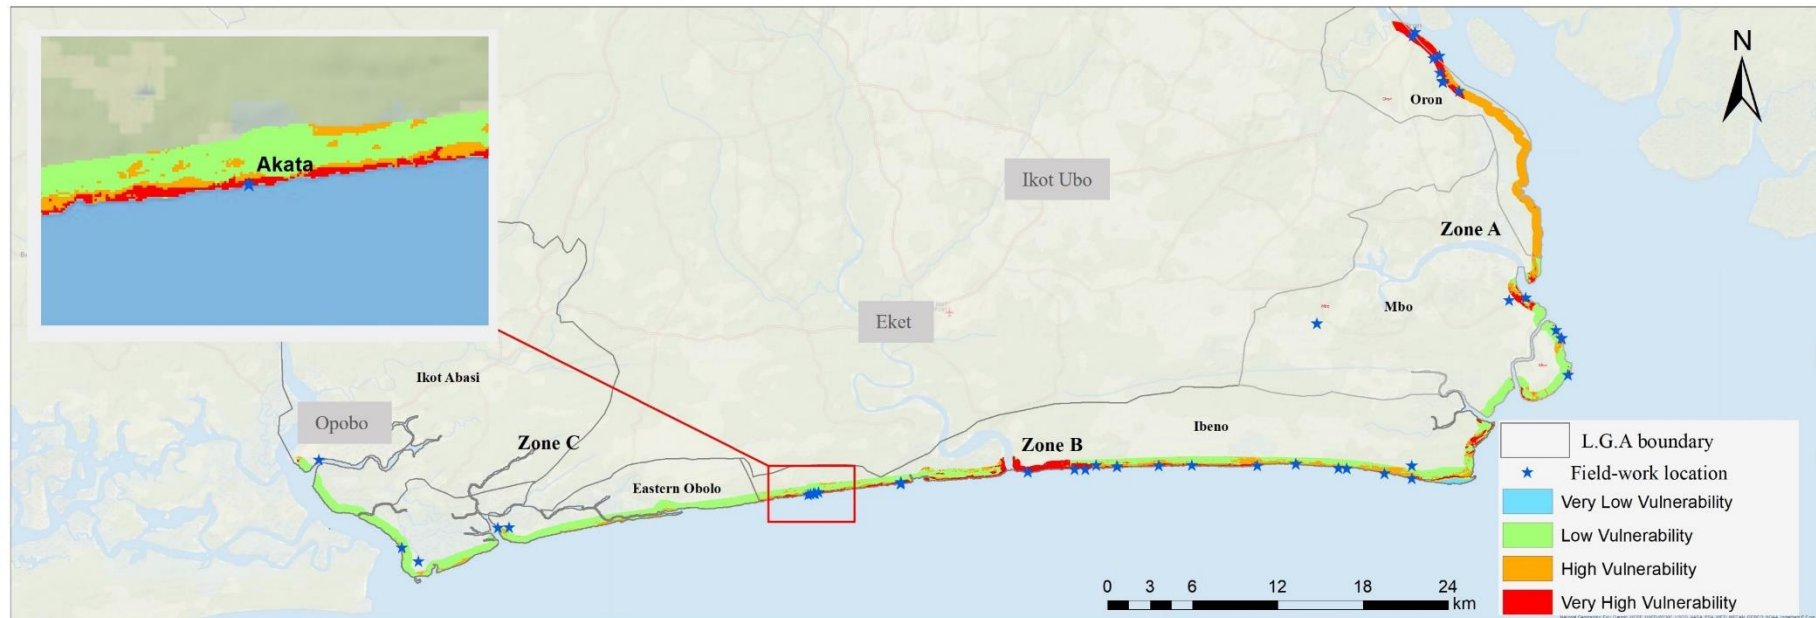 N
Akata
Oron
Ikot Ubo
Zone A
Mbo
Eket
Ikot Abasi
Opobo
Zone C
Zone B
Ibeno
Eastern Obolo
L.G.A boundary
Field-work location
Very Low Vulnerability
Low Vulnerability
High Vulnerability
Very High Vulnerability
0 3 6 12 18 24
km